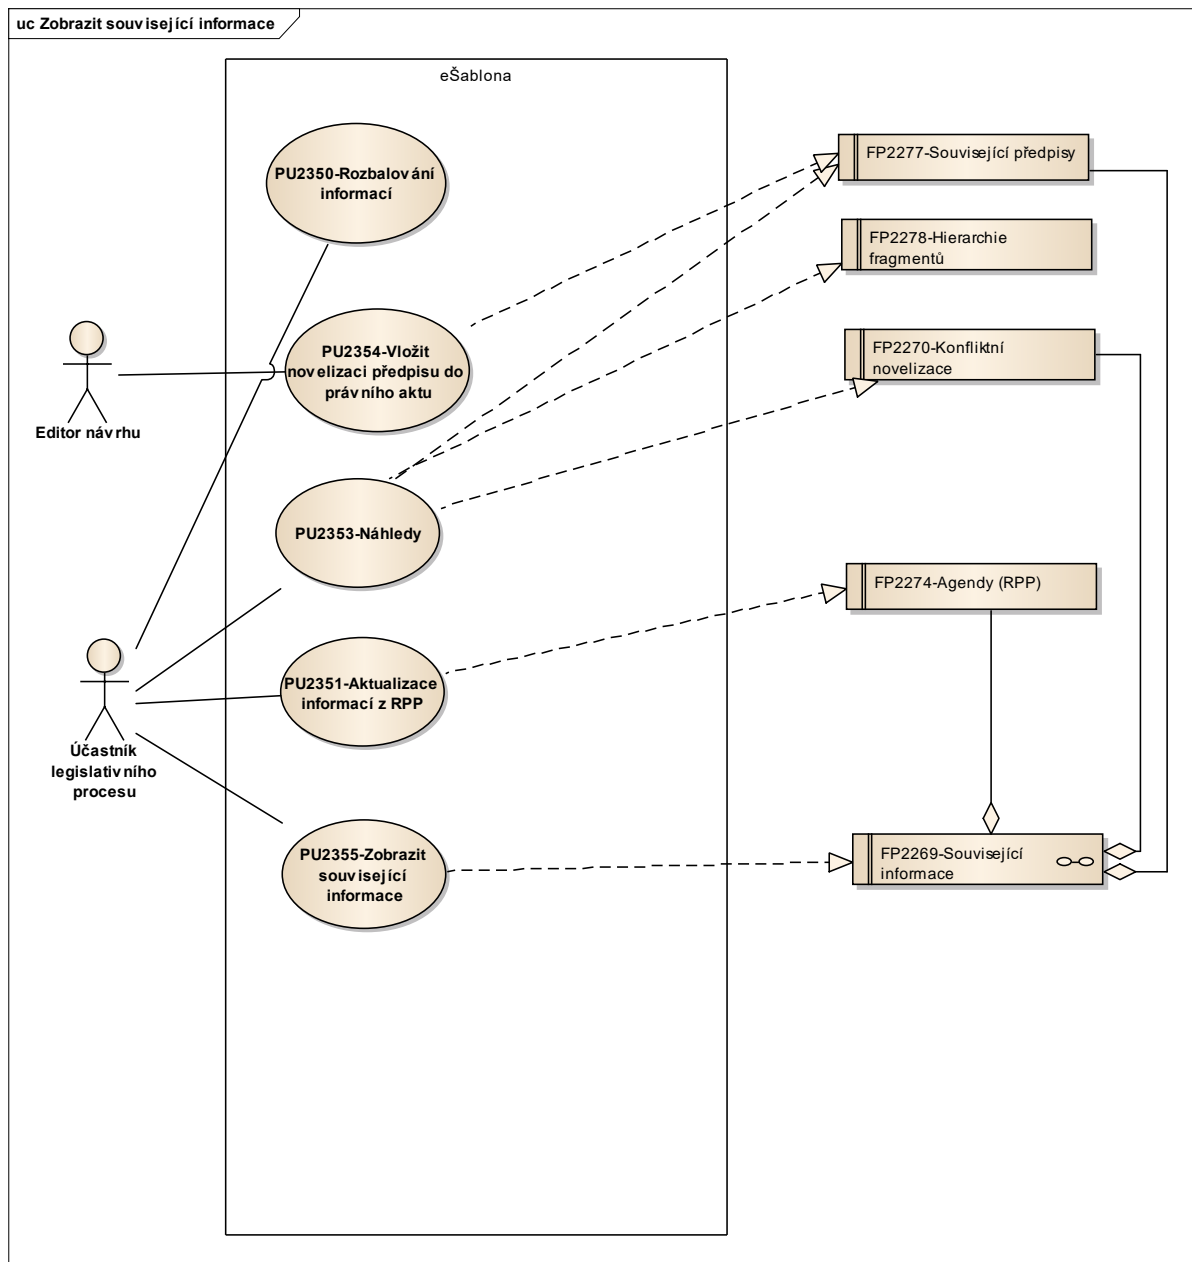 uc Zobrazit související informace
eŠablona
PU2350-Rozbalování
informací
FP2277-Související předpisy
FP2278-Hierarchie
fragmentů
PU2354-Vložit
novelizaci předpisu do
právního aktu
FP2270-Konfliktní
novelizace
Editor návrhu
PU2353-Náhledy
FP2274-Agendy (RPP)
PU2351-Aktualizace
informací z RPP
Účastník
legislativního
procesu
PU2355-Zobrazit
související
informace
FP2269-Související
informace